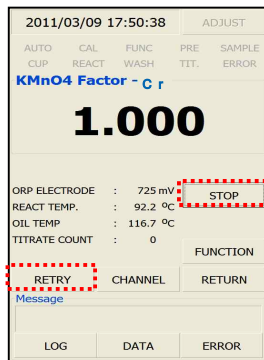 2011/03/09 17:50:38 ADJUST
AUTO CAL FUNC PRE SAMPLE
CUP REACT WASH TIT. ERROR
KMnO4 Factor - Cr
1.000
ORP ELECTRODE : 725 mV
STOP
REACT TEMP. : 92.2 ºC
OIL TEMP : 116.7 ºC
TITRATE COUNT : 0
FUNCTION
RETRY CHANNEL RETURN
Message
LOG DATA ERROR